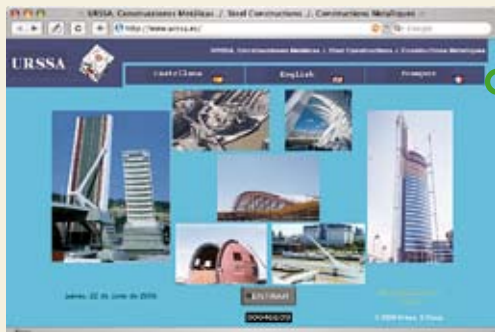 URSSA, Construcciones Metálicas ./. Steel Constructions ./. Constructions Métalliques
http://www.urssa.es/
Google
URSSA, Construcciones Metálicas ./. Steel Constructions ./. Constructions Métalliques
URSSA
Castellano
English
Français
jueves, 22 de junio de 2006
ENTRAR